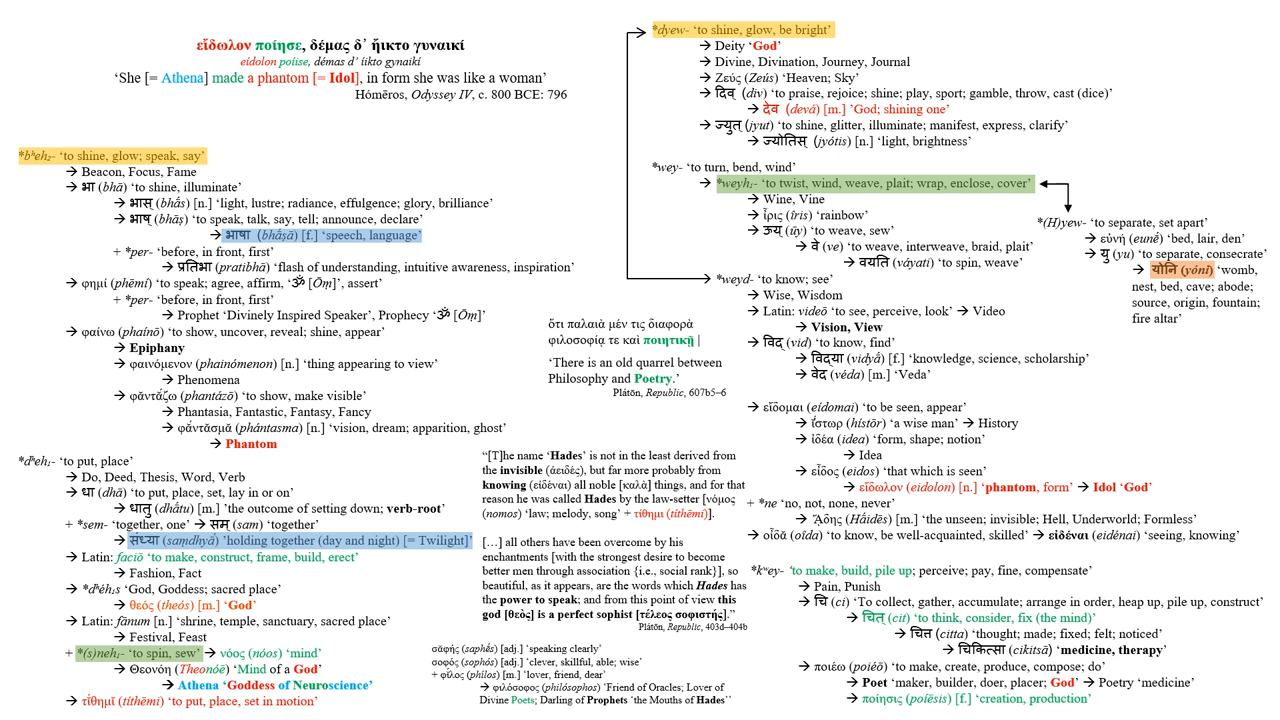 εἴδωλον ποίησε, δέμας δ᾽ ἤικτο γυναικί
eídolon poíise, démas d’ íikto gynaikí
‘She [= Athena] made a phantom [= Idol], in form she was like a woman’
Hómēros, Odyssey IV, c. 800 BCE: 796
*bʰeh₂- ‘to shine, glow; speak, say’
→ Beacon, Focus, Fame
→ भा (bhā) ‘to shine, illuminate’
→ भास् (bhā́s) [n.] ‘light, lustre; radiance, effulgence; glory, brilliance’
→ भाष् (bhāṣ) ‘to speak, talk, say, tell; announce, declare’
→ भाषा (bhā́ṣā) [f.] ‘speech, language’
+ *per- ‘before, in front, first’
→ प्रतिभा (pratibhā) ‘flash of understanding, intuitive awareness, inspiration’
→ φημί (phēmí) ‘to speak; agree, affirm, ‘ॐ [Ōṃ]’, assert’
+ *per- ‘before, in front, first’
→ Prophet ‘Divinely Inspired Speaker’, Prophecy ‘ॐ [Ōṃ]’
→ φαίνω (phaínō) ‘to show, uncover, reveal; shine, appear’
→ Epiphany
→ φαινόμενον (phainómenon) [n.] ‘thing appearing to view’
→ Phenomena
→ φᾰντᾰ́ζω (phantázō) ‘to show, make visible’
→ Phantasia, Fantastic, Fantasy, Fancy
→ φᾰ́ντᾰσμᾰ (phántasma) [n.] ‘vision, dream; apparition, ghost’
→ Phantom
*dʰeh₁- ‘to put, place’
→ Do, Deed, Thesis, Word, Verb
→ धा (dhā) ‘to put, place, set, lay in or on’
→ धातु (dhā́tu) [m.] ’the outcome of setting down; verb-root’
+ *sem- ‘together, one’ → सम् (sam) ‘together’
→ संध्या (saṃdhyā́) ’holding together (day and night) [= Twilight]’
→ Latin: faciō ‘to make, construct, frame, build, erect’
→ Fashion, Fact
→ *dʰéh₁s ‘God, Goddess; sacred place’
→ θεός (theós) [m.] ‘God’
→ Latin: fānum [n.] ‘shrine, temple, sanctuary, sacred place’
→ Festival, Feast
+ *(s)neh₁- ‘to spin, sew’ → νόος (nóos) ‘mind’
→ Θεονόη (Theonóē) ‘Mind of a God’
→ Athena ‘Goddess of Neuroscience’
→ τῐ́θημῐ (títhēmi) ‘to put, place, set in motion’
ὅτι παλαιὰ μέν τις διαφορὰ
φιλοσοφίᾳ τε καὶ ποιητικῇ |
‘There is an old quarrel between
Philosophy and Poetry.’
Plátōn, Republic, 607b5–6
“[T]he name ‘Hades’ is not in the least derived from
the invisible (ἀειδές), but far more probably from
knowing (εἰδέναι) all noble [καλὰ] things, and for that
reason he was called Hades by the law-setter [νόμος
(nomos) ‘law; melody, song’ + τίθημι (títhēmi)].
[…] all others have been overcome by his
enchantments [with the strongest desire to become
better men through association {i.e., social rank}], so
beautiful, as it appears, are the words which Hades has
the power to speak; and from this point of view this
god [θεὸς] is a perfect sophist [τέλεος σοφιστής].”
Plátōn, Republic, 403d–404b
σᾰφής (saphḗs) [adj.] ‘speaking clearly’
σοφός (sophós) [adj.] ‘clever, skillful, able; wise’
+ φῐ́λος (phílos) [m.] ‘lover, friend, dear’
→ φιλόσοφος (philósophos) ‘Friend of Oracles; Lover of
Divine Poets; Darling of Prophets ‘the Mouths of Hades’’
*dyew- ‘to shine, glow, be bright’
→ Deity ‘God’
→ Divine, Divination, Journey, Journal
→ Ζεύς (Zeús) ‘Heaven; Sky’
→ दिव् (div) ‘to praise, rejoice; shine; play, sport; gamble, throw, cast (dice)’
→ देव (devá) [m.] ’God; shining one’
→ ज्युत् (jyut) ‘to shine, glitter, illuminate; manifest, express, clarify’
→ ज्योतिस् (jyótis) [n.] ‘light, brightness’
*wey- ‘to turn, bend, wind’
→ *weyh₁- ‘to twist, wind, weave, plait; wrap, enclose, cover’
→ Wine, Vine
→ ἶρις (îris) ‘rainbow’
→ ऊय् (ūy) ‘to weave, sew’
→ वे (ve) ‘to weave, interweave, braid, plait’
→ वयति (váyati) ‘to spin, weave’
*(H)yew- ‘to separate, set apart’
→ εὐνή (eunḗ) ‘bed, lair, den’
→ यु (yu) ‘to separate, consecrate’
→ योनि (yóni) ‘womb,
nest, bed, cave; abode;
source, origin, fountain;
fire altar’
*weyd- ‘to know; see’
→ Wise, Wisdom
→ Latin: videō ‘to see, perceive, look’ → Video
→ Vision, View
→ विद् (vid) ‘to know, find’
→ विद्या (vidyā́) [f.] ‘knowledge, science, scholarship’
→ वेद (véda) [m.] ‘Veda’
→ εἴδομαι (eídomai) ‘to be seen, appear’
→ ῐ̔́στωρ (hístōr) ‘a wise man’ → History
→ ἰδέα (idea) ‘form, shape; notion’
→ Idea
→ εἶδος (eidos) ‘that which is seen’
→ εἴδωλον (eidolon) [n.] ‘phantom, form’ → Idol ‘God’
+ *ne ‘no, not, none, never’
→ ᾍδης (Hā́idēs) [m.] ‘the unseen; invisible; Hell, Underworld; Formless’
→ οἶδᾰ (oîda) ‘to know, be well-acquainted, skilled’ → εἰδέναι (eidénai) ‘seeing, knowing’
*kʷey- ‘to make, build, pile up; perceive; pay, fine, compensate’
→ Pain, Punish
→ चि (ci) ‘To collect, gather, accumulate; arrange in order, heap up, pile up, construct’
→ चित् (cit) ‘to think, consider, fix (the mind)’
→ चित्त (citta) ‘thought; made; fixed; felt; noticed’
→ चिकित्सा (cikitsā) ‘medicine, therapy’
→ ποιέω (poiéō) ‘to make, create, produce, compose; do’
→ Poet ‘maker, builder, doer, placer; God’ → Poetry ‘medicine’
→ ποίησις (poíēsis) [f.] ‘creation, production’